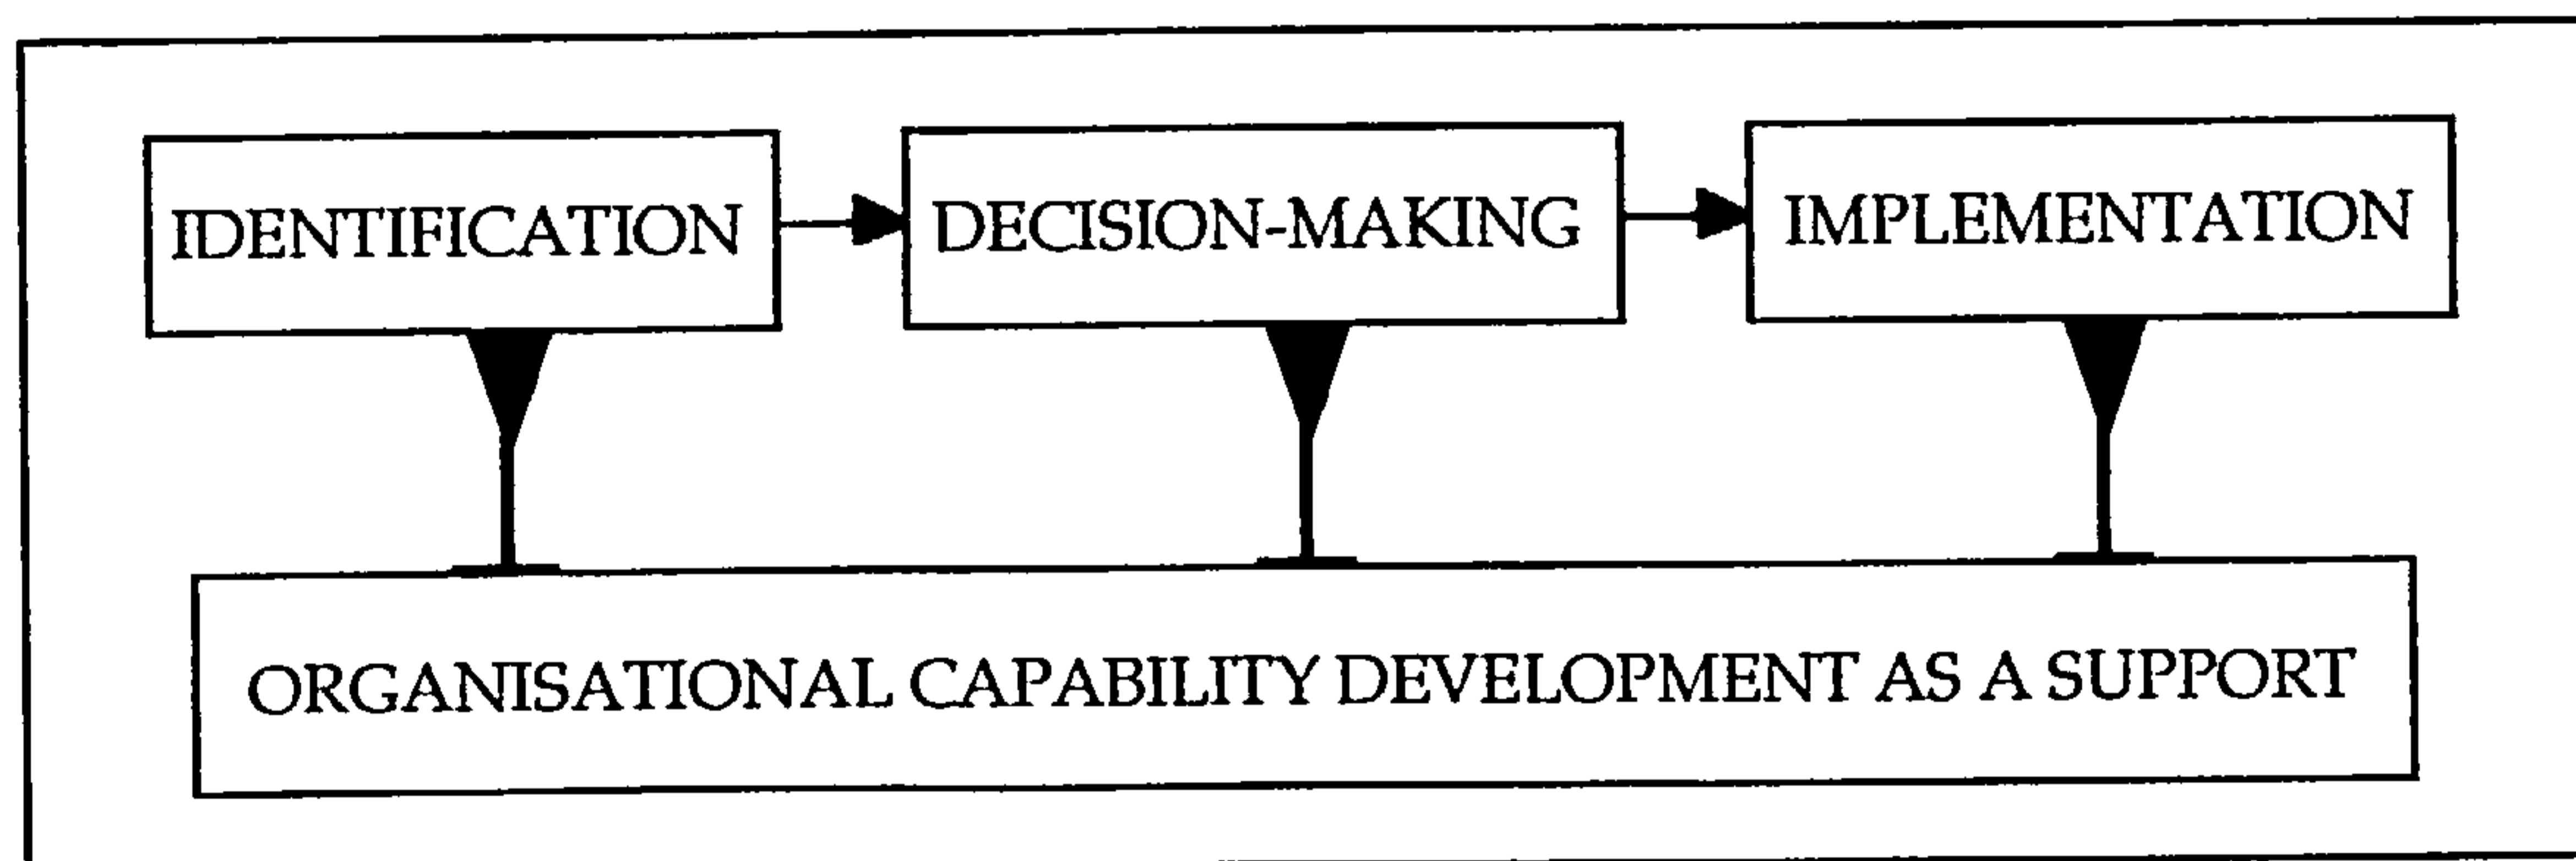 IDENTIFICATION
DECISION-MAKING
IMPLEMENTATION
ORGANISATIONAL CAPABILITY DEVELOPMENT AS A SUPPORT